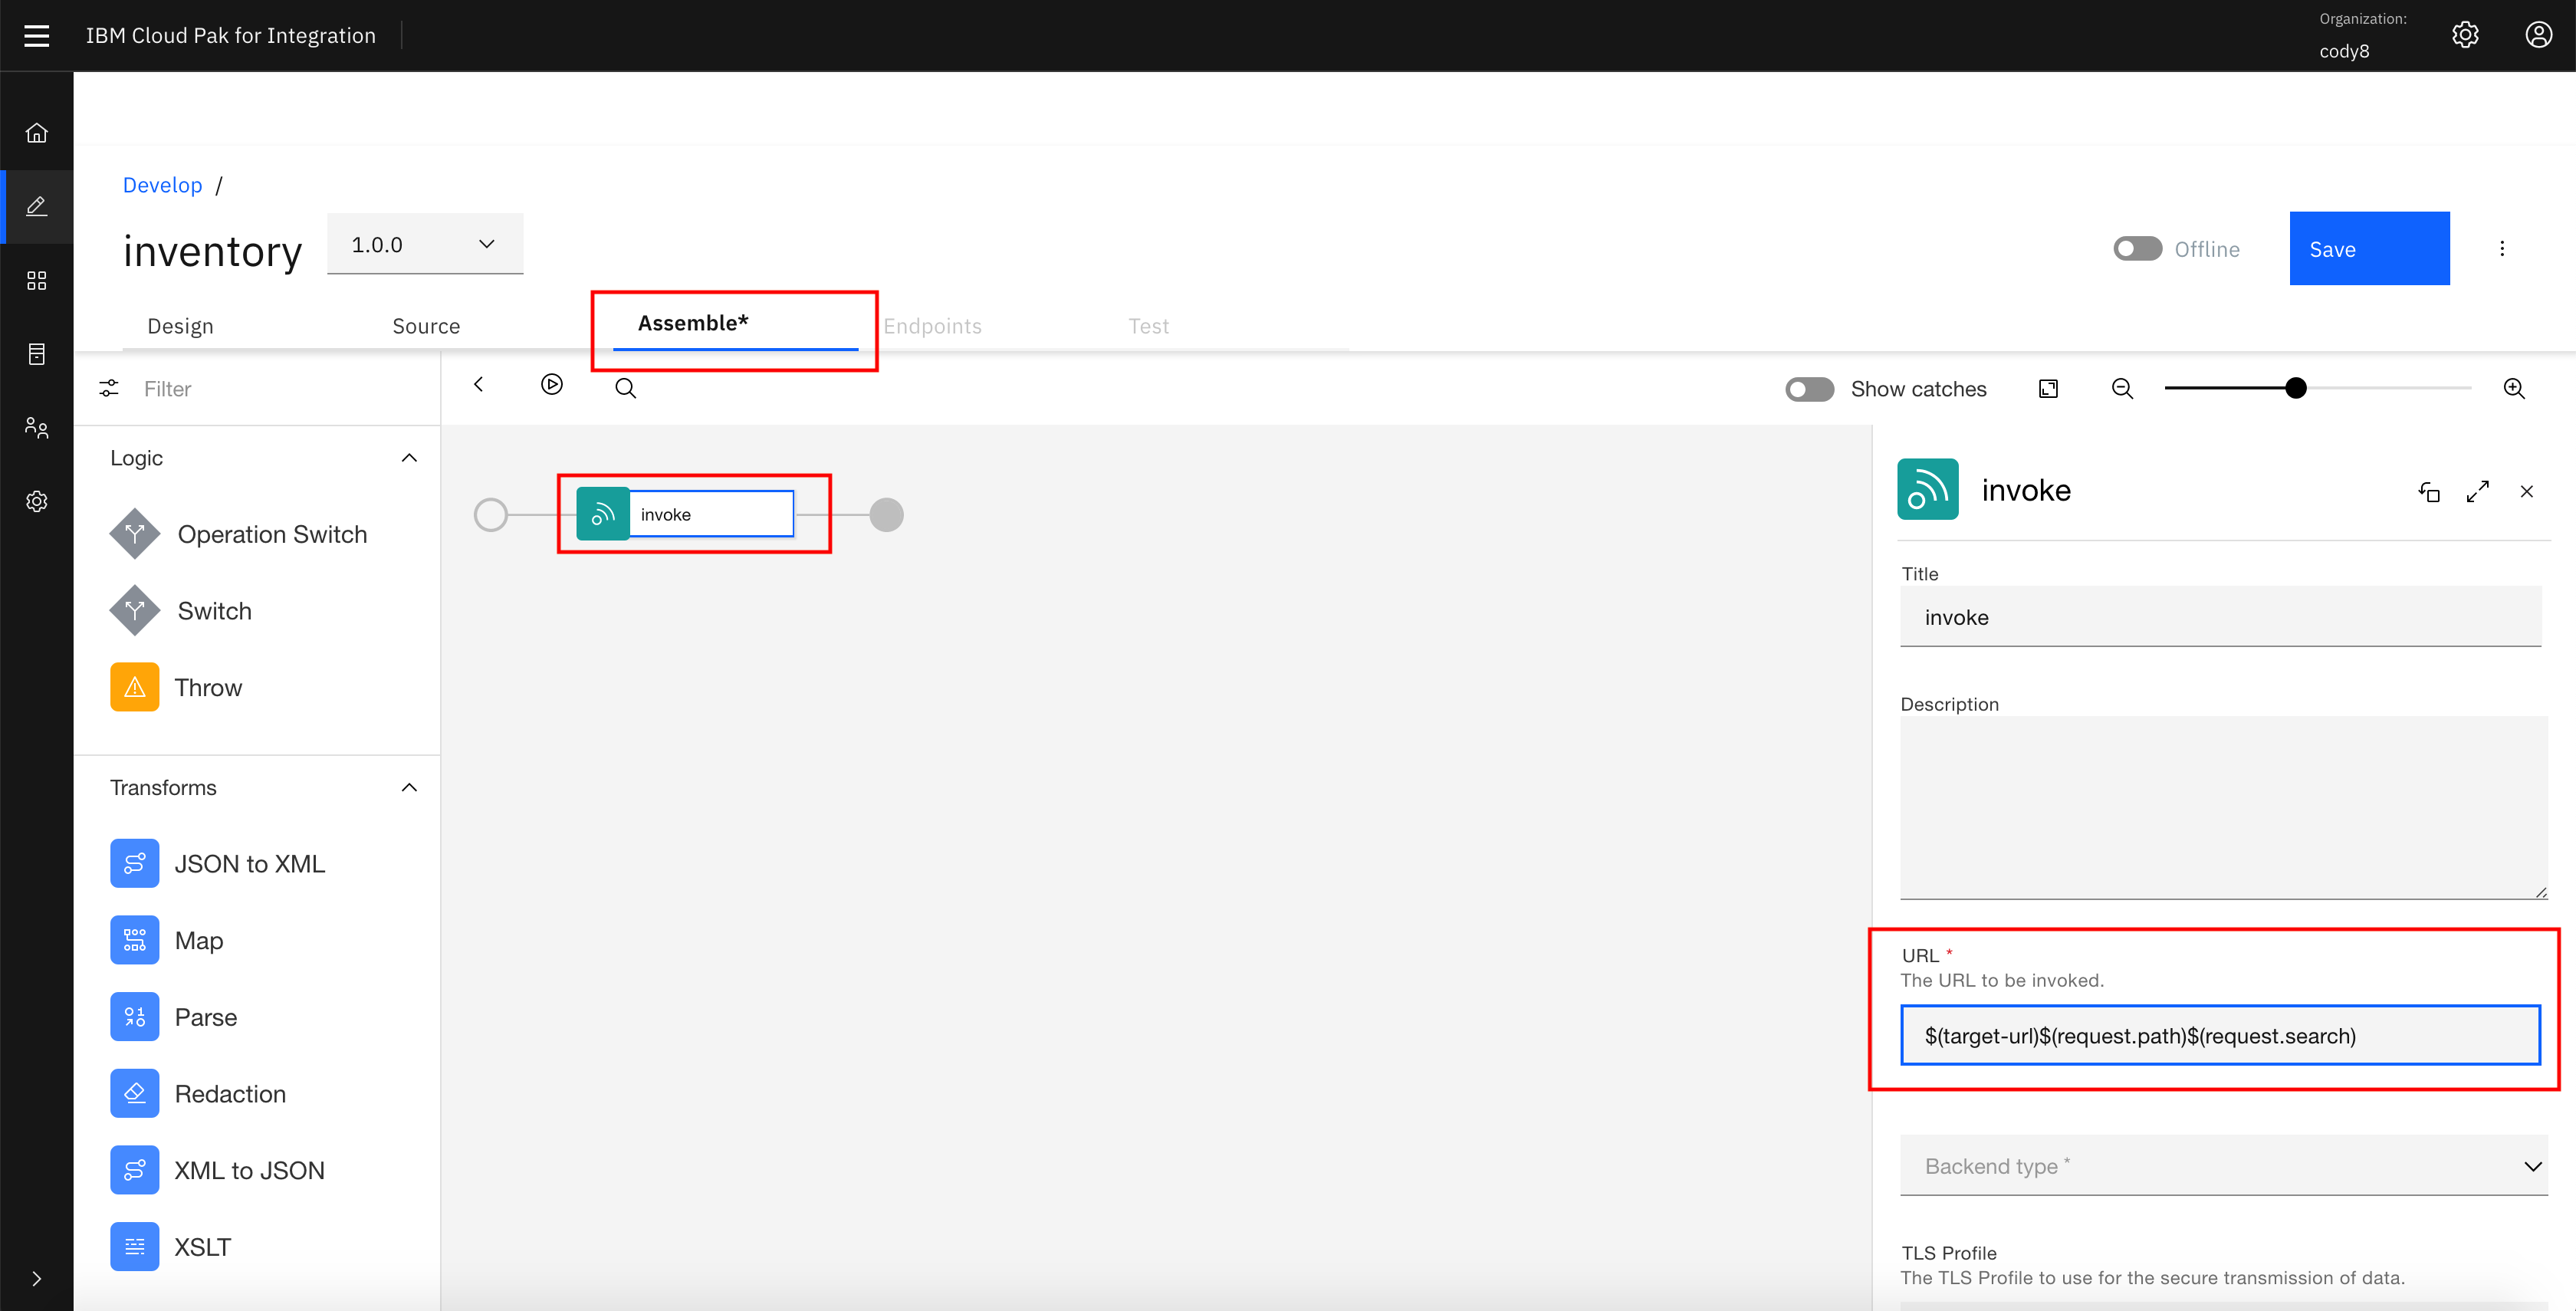 IBM Cloud Pak for Integration
Organization:
cody8
Develop /
inventory
1.0.0
Offline
Save
Design
Source
Assemble*
Endpoints
Test
Filter
Show catches
Logic
Operation Switch
Switch
Throw
Transforms
JSON to XML
Map
Parse
Redaction
XML to JSON
XSLT
invoke
invoke
Title
invoke
Description
URL *
The URL to be invoked.
$(target-url)$(request.path)$(request.search)
Backend type *
TLS Profile
The TLS Profile to use for the secure transmission of data.